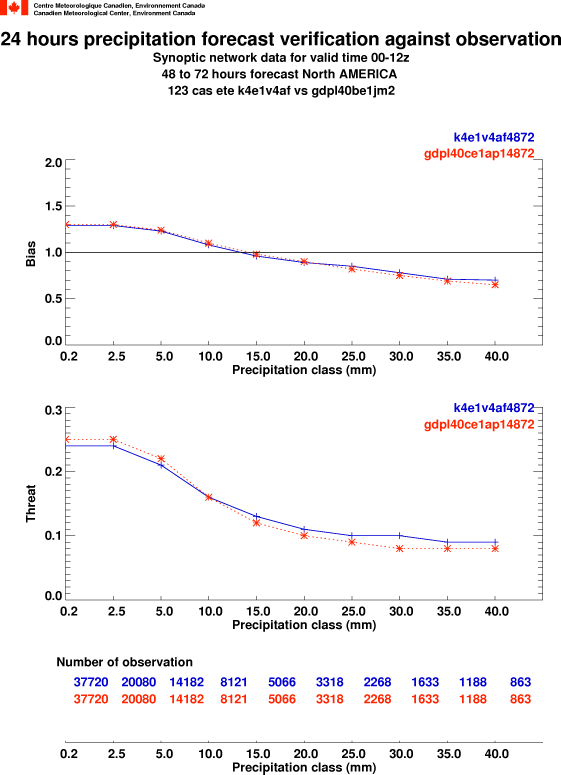 Centre Meteorologique Canadien, Environnement Canada
Canadien Meteorological Center, Environment Canada
24 hours precipitation forecast verification against observation
Synoptic network data for valid time 00-12z
48 to 72 hours forecast North AMERICA
123 cas ete k4e1v4af vs gdpl40be1jm2
k4e1v4af4872
gdpl40ce1ap14872
2.0
1.5
1.0
0.5
0.0
Bias
0.2 2.5 5.0 10.0 15.0 20.0 25.0 30.0 35.0 40.0
Precipitation class (mm)
k4e1v4af4872
gdpl40ce1ap14872
0.3
0.2
0.1
0.0
Threat
0.2 2.5 5.0 10.0 15.0 20.0 25.0 30.0 35.0 40.0
Precipitation class (mm)
Number of observation
37720 20080 14182 8121 5066 3318 2268 1633 1188 863
37720 20080 14182 8121 5066 3318 2268 1633 1188 863
0.2 2.5 5.0 10.0 15.0 20.0 25.0 30.0 35.0 40.0
Precipitation class (mm)